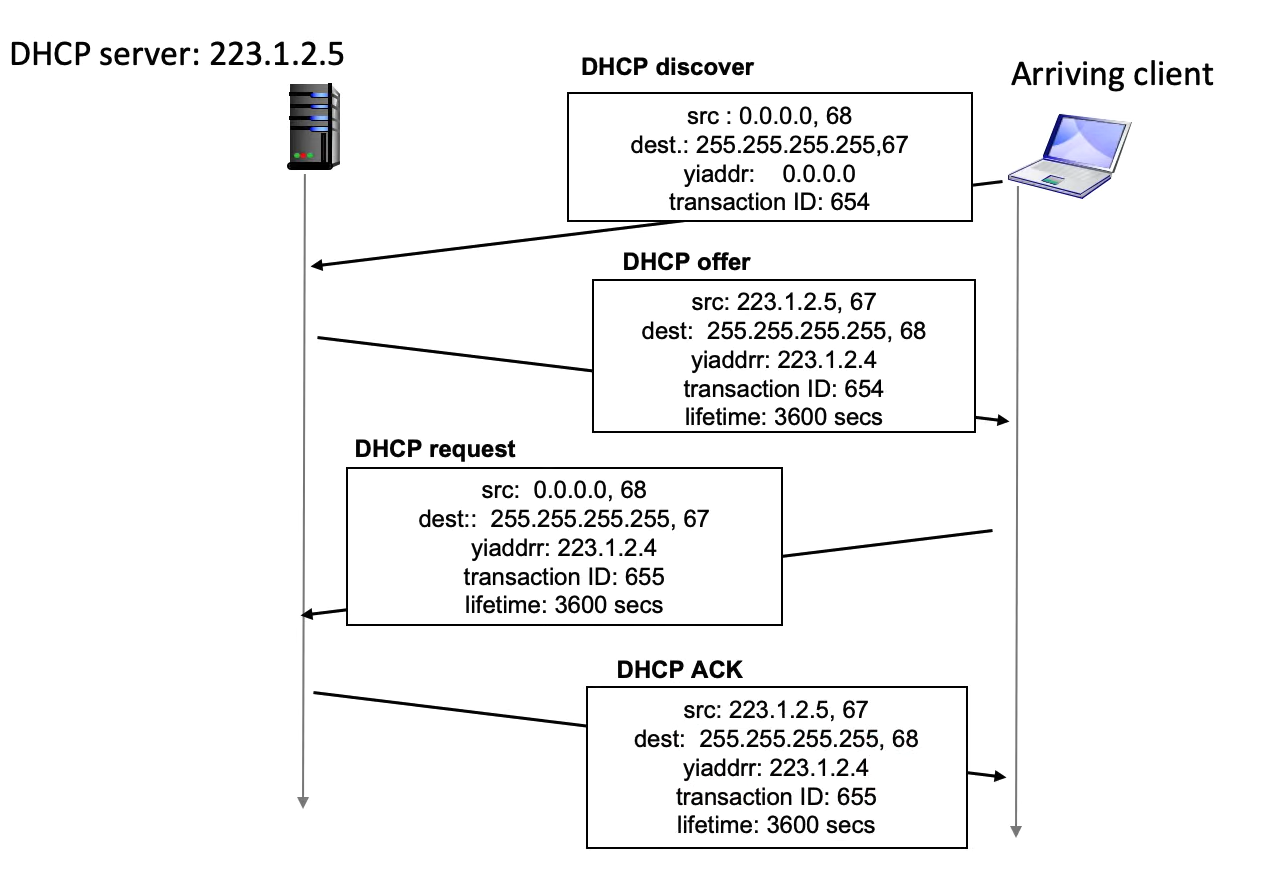 DHCP server: 223.1.2.5
Arriving client
DHCP discover
src : 0.0.0.0, 68
dest.: 255.255.255.255,67
yiaddr: 0.0.0.0
transaction ID: 654
DHCP offer
src: 223.1.2.5, 67
dest: 255.255.255.255, 68
yiaddrr: 223.1.2.4
transaction ID: 654
lifetime: 3600 secs
DHCP request
src: 0.0.0.0, 68
dest:: 255.255.255.255, 67
yiaddrr: 223.1.2.4
transaction ID: 655
lifetime: 3600 secs
DHCP ACK
src: 223.1.2.5, 67
dest: 255.255.255.255, 68
yiaddrr: 223.1.2.4
transaction ID: 655
lifetime: 3600 secs